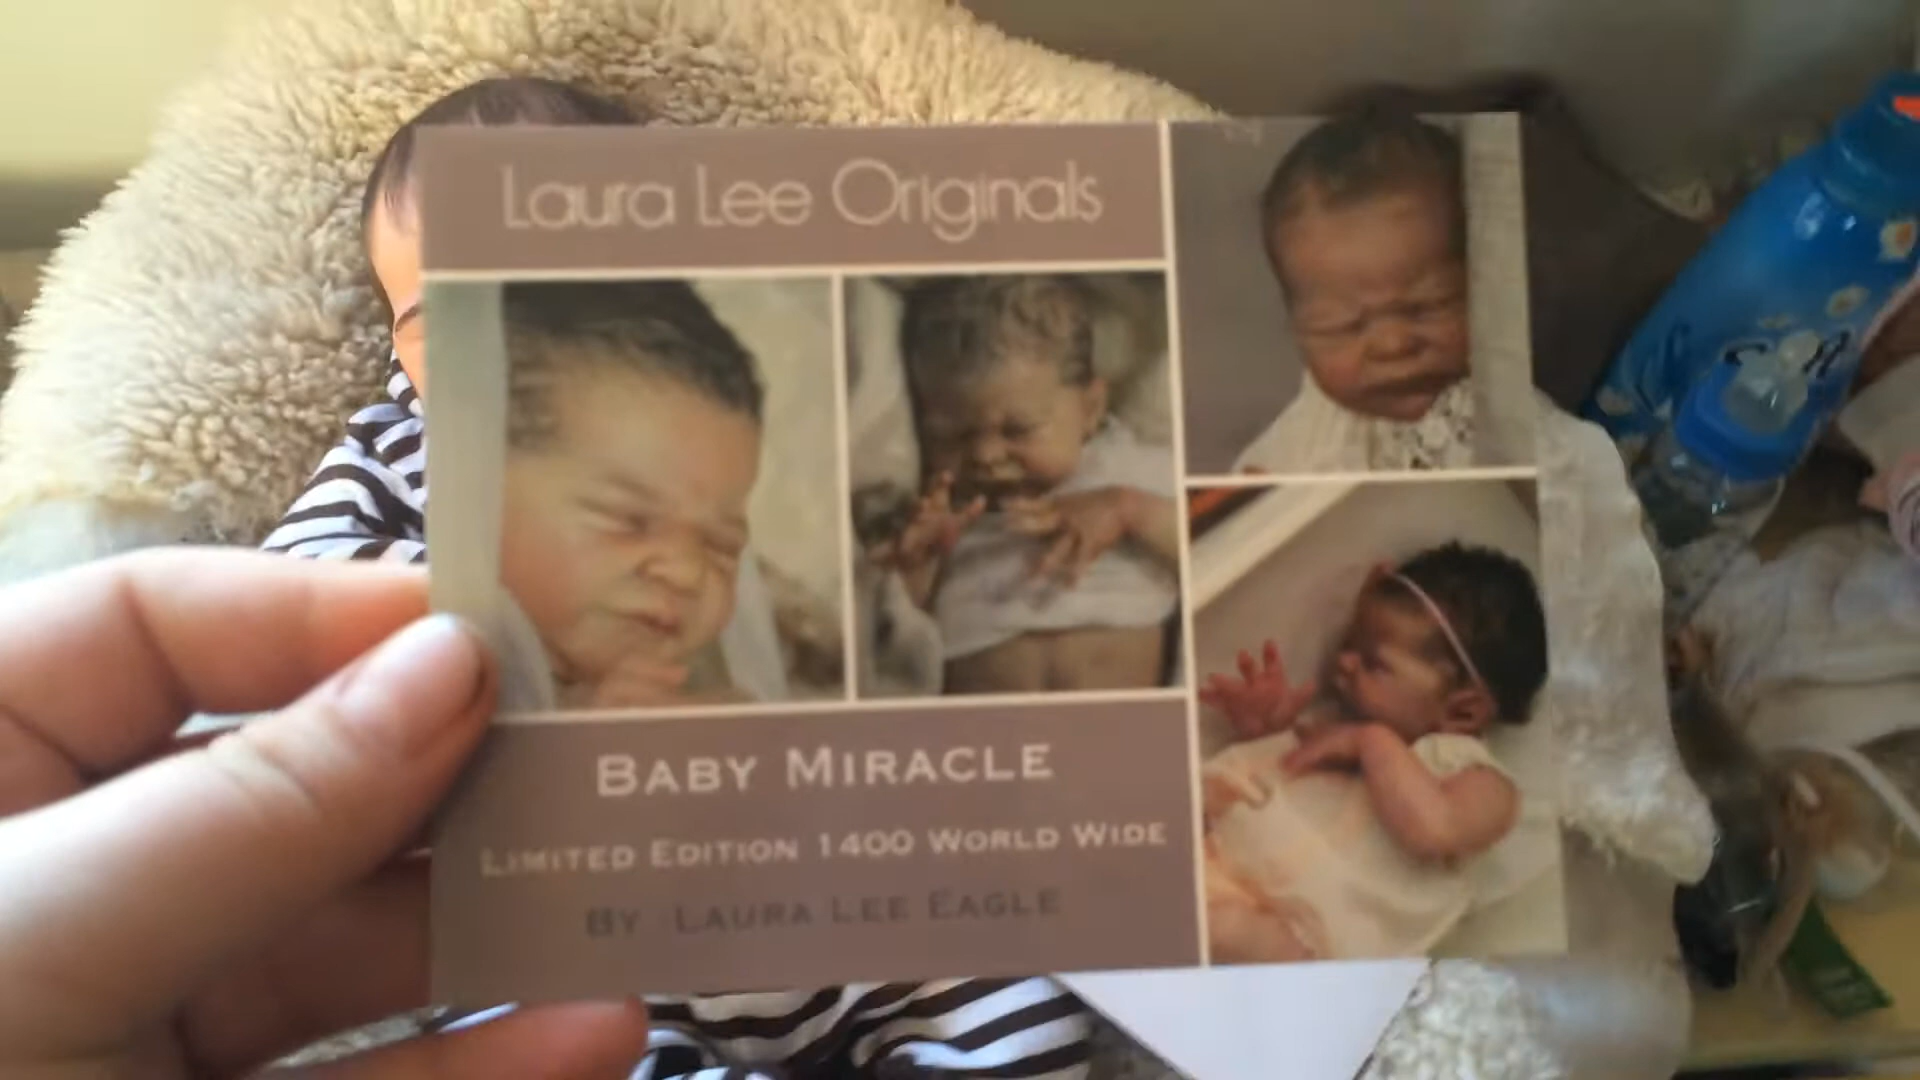 Laura Lee Originals
BABY MIRACLE
LIMITED EDITION 1400 WORLD WIDE
BY LAURA LEE EAGLE